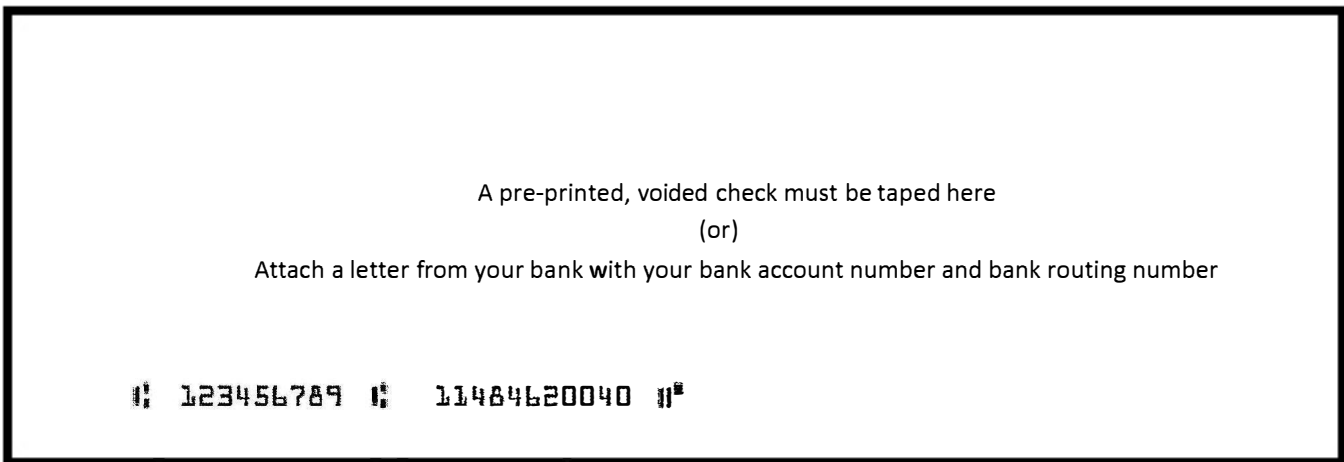 A pre-printed, voided check must be taped here
(or)
Attach a letter from your bank with your bank account number and bank routing number
⑆ 123456789 ⑆ 11484620040 ⑈